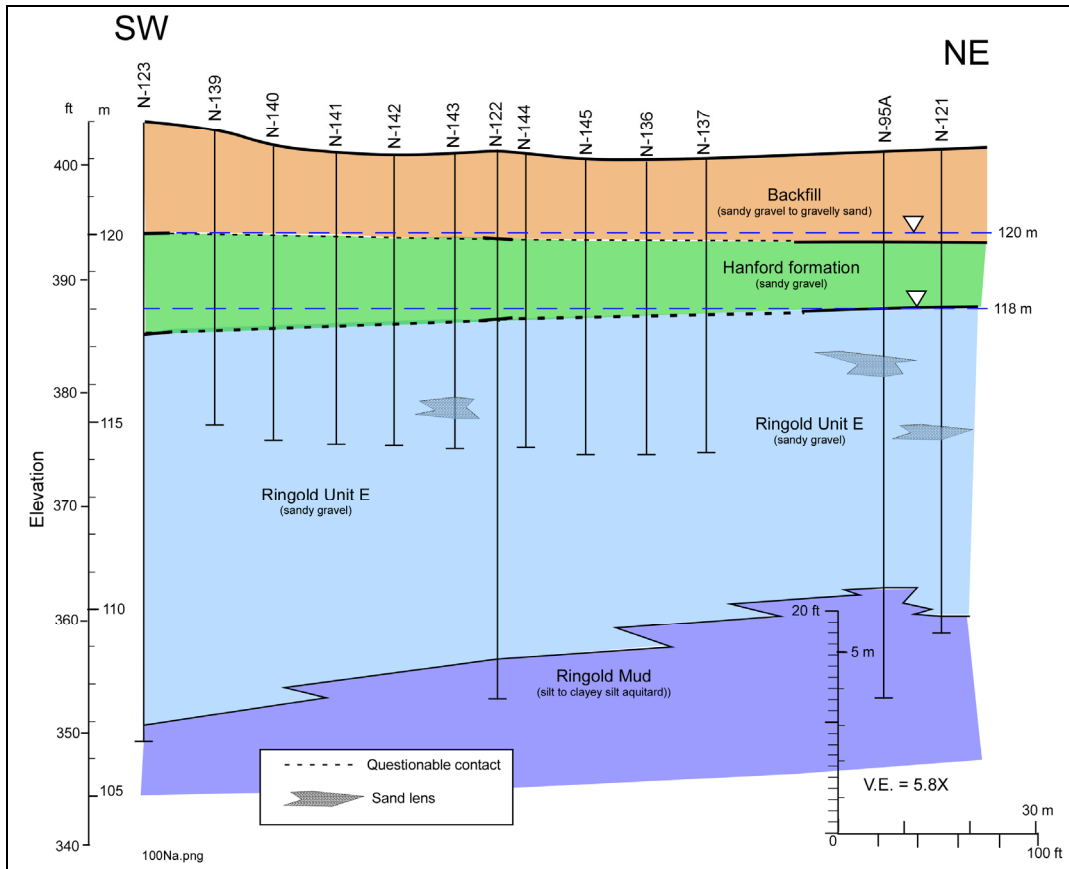 SW
NE
N-123
N-139
N-140
N-141
N-142
N-143
N-122
N-144
N-145
N-136
N-137
N-95A
N-121
ft
m
400
Backfill
(sandy gravel to gravelly sand)
120
120 m
390
Hanford formation
(sandy gravel)
118 m
380
115
Ringold Unit E
(sandy gravel)
Ringold Unit E
(sandy gravel)
370
Elevation
110
360
20 ft
5 m
Ringold Mud
(silt to clayey silt aquitard))
350
Questionable contact
Sand lens
V.E. = 5.8X
105
30 m
340
0
100 ft
100Na.png